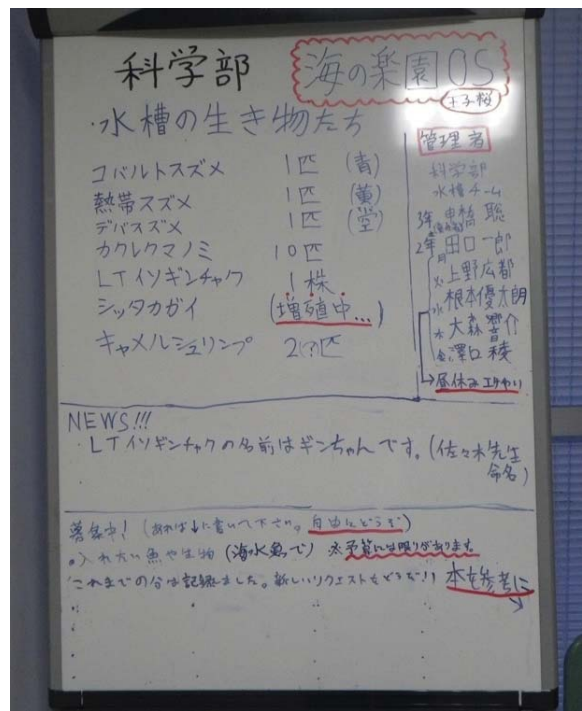 科学部
海の楽園OS
王子桜
・水槽の生き物たち
コバルトスズメ 1匹 (青)
熱帯スズメ 1匹 (黄)
デバスズメ 1匹 (空)
カクレクマノミ 10匹
LTイソギンチャク 1株
シッタカガイ (増殖中...)
キャメルシュリンプ 2(?)匹
管理者
科学部
水槽チーム
3年 聡
2年 田口一郎
月
火 上野広都
水 根本優太朗
木 大森響介
金 澤口稜
→昼休みエサやり
NEWS!!!
・LTイソギンチャクの名前はギンちゃんです。(佐々木先生
命名)
募集中! (あれば↓に書いて下さい。自由にどうぞ)
・入れたい魚や生物 (海水魚で) ※予算には限りがあります。
これまでの分は記録しました。新しいリクエストをどうぞ!! 本を参考に